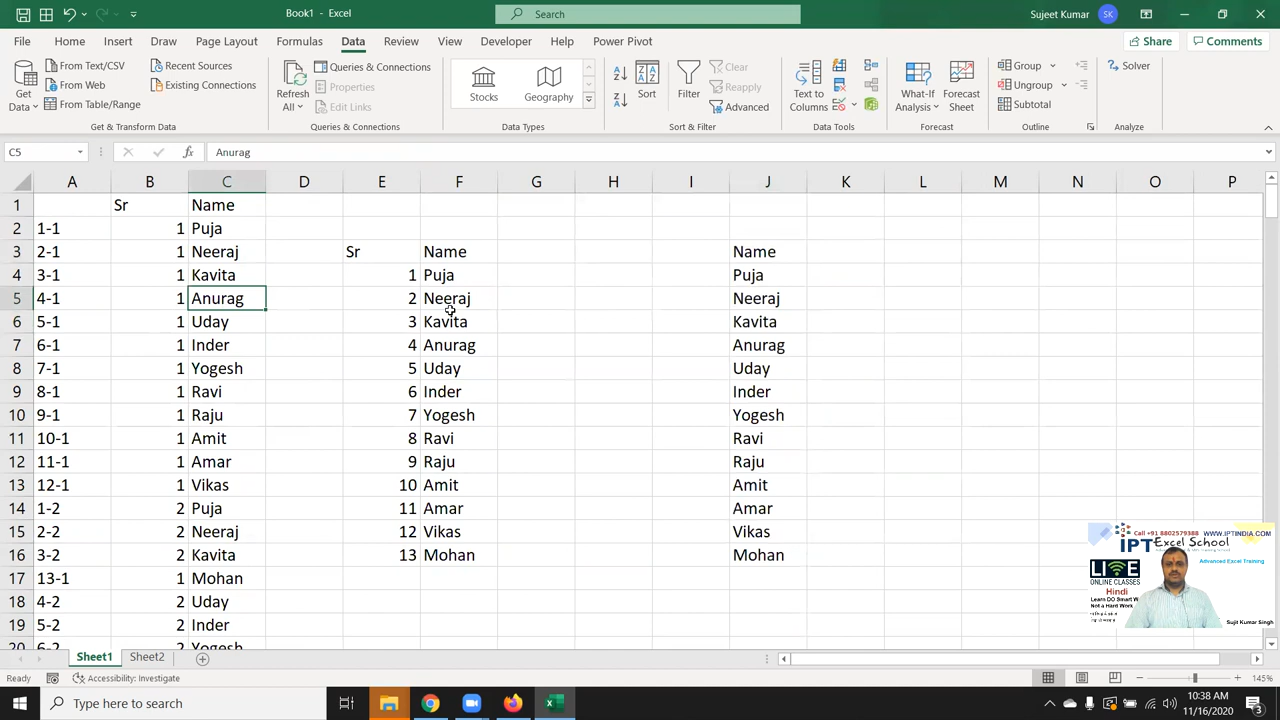 Book1 - Excel
Search
Sujeet Kumar
SK
File
Home
Insert
Draw
Page Layout
Formulas
Data
Review
View
Developer
Help
Power Pivot
Share
Comments
Get Data
From Text/CSV
From Web
From Table/Range
Recent Sources
Existing Connections
Get & Transform Data
Refresh All
Queries & Connections
Properties
Edit Links
Queries & Connections
Stocks
Geography
Data Types
Sort
Filter
Clear
Reapply
Advanced
Sort & Filter
Text to Columns
Data Tools
What-If Analysis
Forecast Sheet
Forecast
Group
Ungroup
Subtotal
Outline
Solver
Analyze
C5
fx
Anurag
A B C D E F G H I J K L M N O P
1 Sr Name
2 1-1 1 Puja
3 2-1 1 Neeraj Sr Name Name
4 3-1 1 Kavita 1 Puja Puja
5 4-1 1 Anurag 2 Neeraj Neeraj
6 5-1 1 Uday 3 Kavita Kavita
7 6-1 1 Inder 4 Anurag Anurag
8 7-1 1 Yogesh 5 Uday Uday
9 8-1 1 Ravi 6 Inder Inder
10 9-1 1 Raju 7 Yogesh Yogesh
11 10-1 1 Amit 8 Ravi Ravi
12 11-1 1 Amar 9 Raju Raju
13 12-1 1 Vikas 10 Amit Amit
14 1-2 2 Puja 11 Amar Amar
15 2-2 2 Neeraj 12 Vikas Vikas
16 3-2 2 Kavita 13 Mohan Mohan
17 13-1 1 Mohan
18 4-2 2 Uday
19 5-2 2 Inder
20 6-2 2 Yogesh
Call +91 8802579388 WWW.IPTINDIA.COM
IPT Excel School
Advanced Excel Training
LIVE
ONLINE CLASSES
Hindi
Learn DO Smart W
Not a Hard Work
Sujit Kumar Singh
Sheet1
Sheet2
Ready
Accessibility: Investigate
145%
Type here to search
10:38 AM
11/16/2020
3